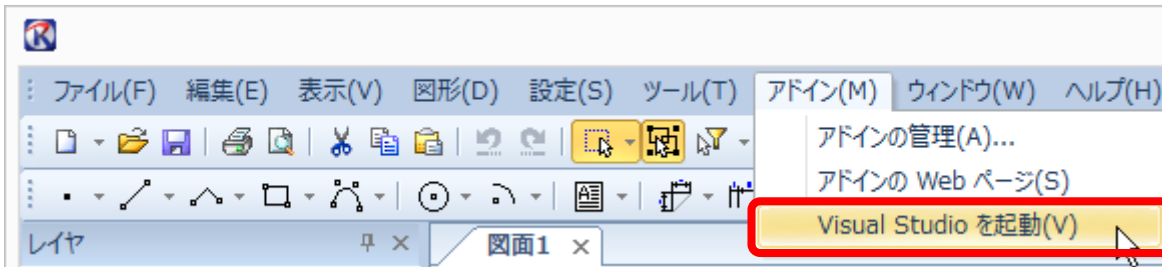 ファイル(F) 編集(E) 表示(V) 図形(D) 設定(S) ツール(T) アドイン(M) ウィンドウ(W) ヘルプ(H)
アドインの管理(A)...
アドインの Web ページ(S)
Visual Studio を起動(V)
レイヤ 図面1